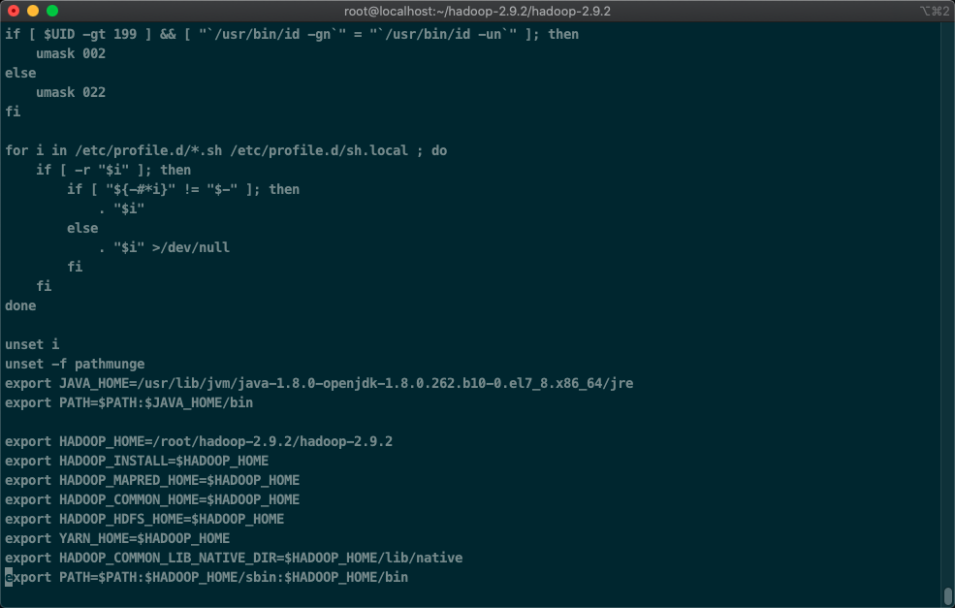 root@localhost:~/hadoop-2.9.2/hadoop-2.9.2
⌥⌘2
if [ $UID -gt 199 ] && [ "`/usr/bin/id -gn`" = "`/usr/bin/id -un`" ]; then
    umask 002
else
    umask 022
fi

for i in /etc/profile.d/*.sh /etc/profile.d/sh.local ; do
    if [ -r "$i" ]; then
        if [ "${-#*i}" != "$-" ]; then
            . "$i"
        else
            . "$i" >/dev/null
        fi
    fi
done

unset i
unset -f pathmunge
export JAVA_HOME=/usr/lib/jvm/java-1.8.0-openjdk-1.8.0.262.b10-0.el7_8.x86_64/jre
export PATH=$PATH:$JAVA_HOME/bin

export HADOOP_HOME=/root/hadoop-2.9.2/hadoop-2.9.2
export HADOOP_INSTALL=$HADOOP_HOME
export HADOOP_MAPRED_HOME=$HADOOP_HOME
export HADOOP_COMMON_HOME=$HADOOP_HOME
export HADOOP_HDFS_HOME=$HADOOP_HOME
export YARN_HOME=$HADOOP_HOME
export HADOOP_COMMON_LIB_NATIVE_DIR=$HADOOP_HOME/lib/native
export PATH=$PATH:$HADOOP_HOME/sbin:$HADOOP_HOME/bin